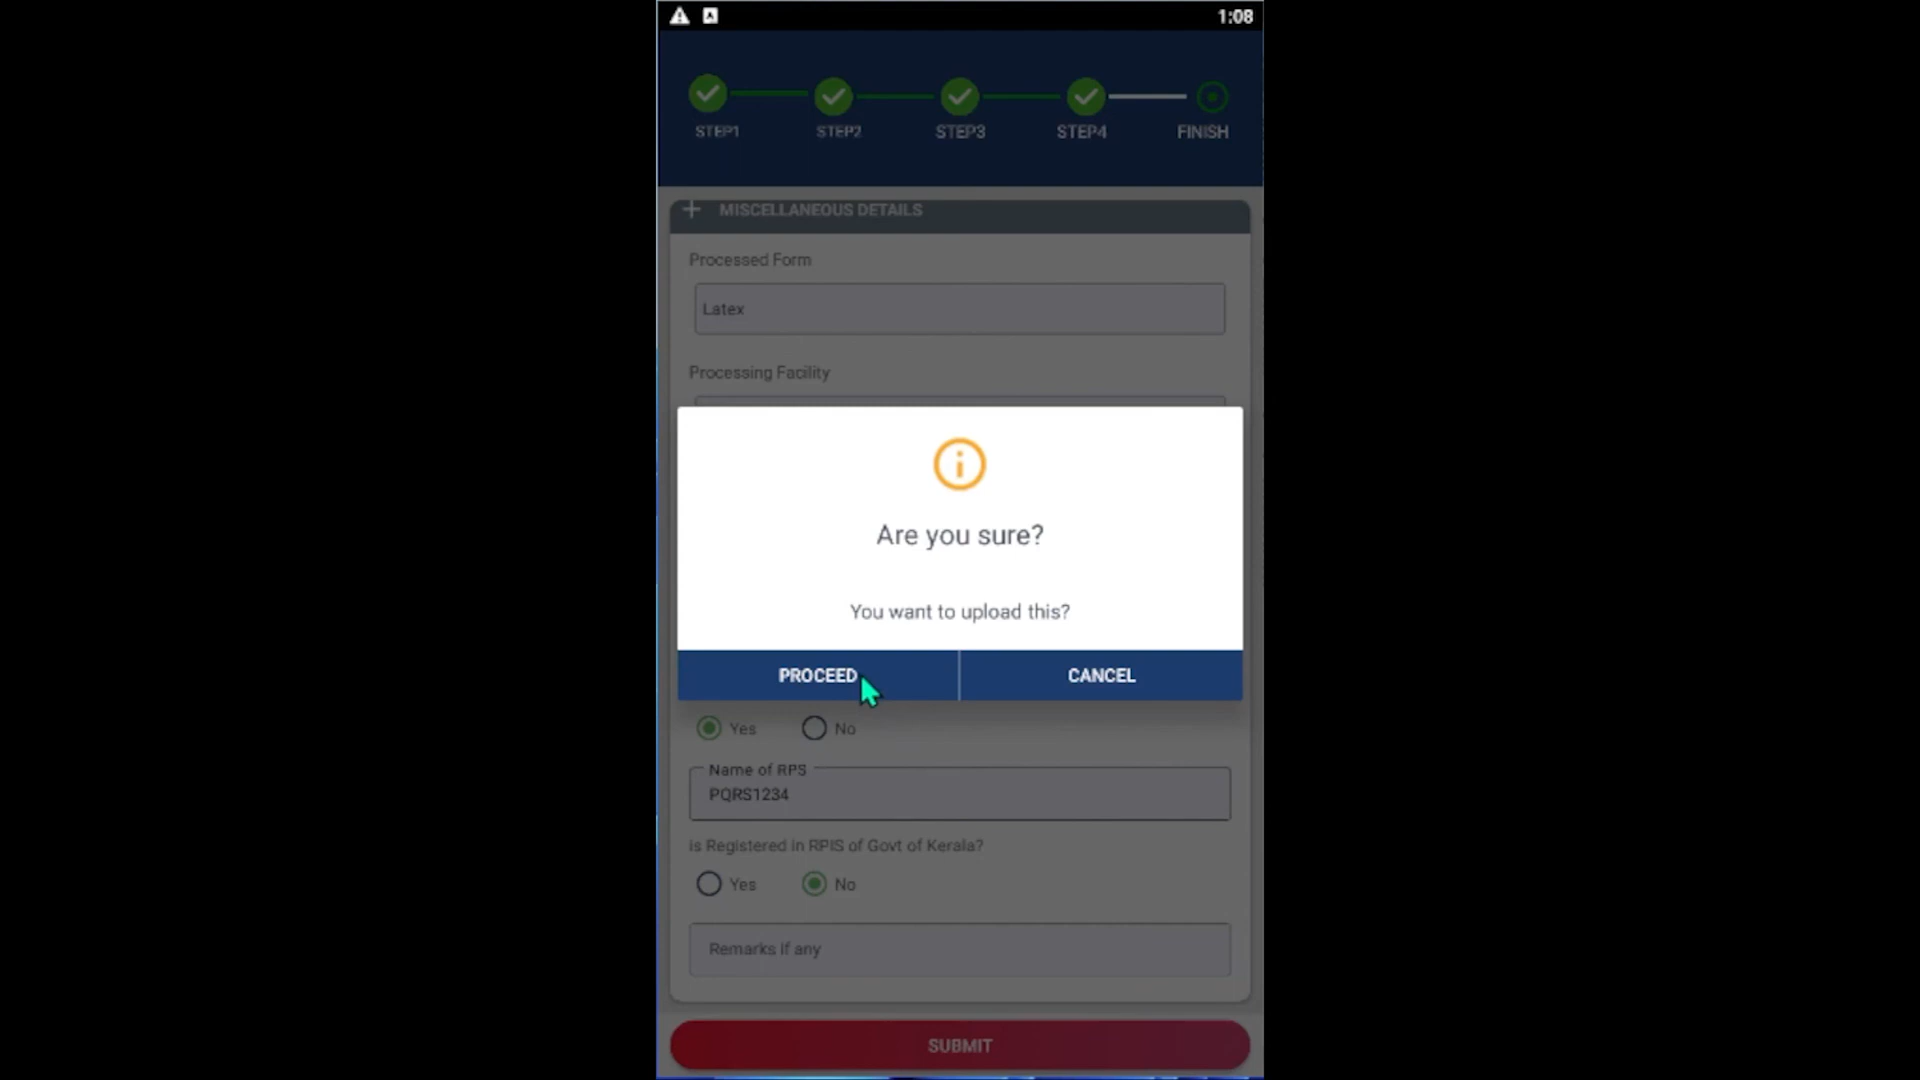 1:08
STEP1
STEP2
STEP3
STEP4
FINISH
MISCELLANEOUS DETAILS
Processed Form
Latex
Processing Facility
Are you sure?
You want to upload this?
PROCEED
CANCEL
Yes
No
Name of RPS
PQRS1234
is Registered in RPIS of Govt of Kerala?
Yes
No
Remarks if any
SUBMIT